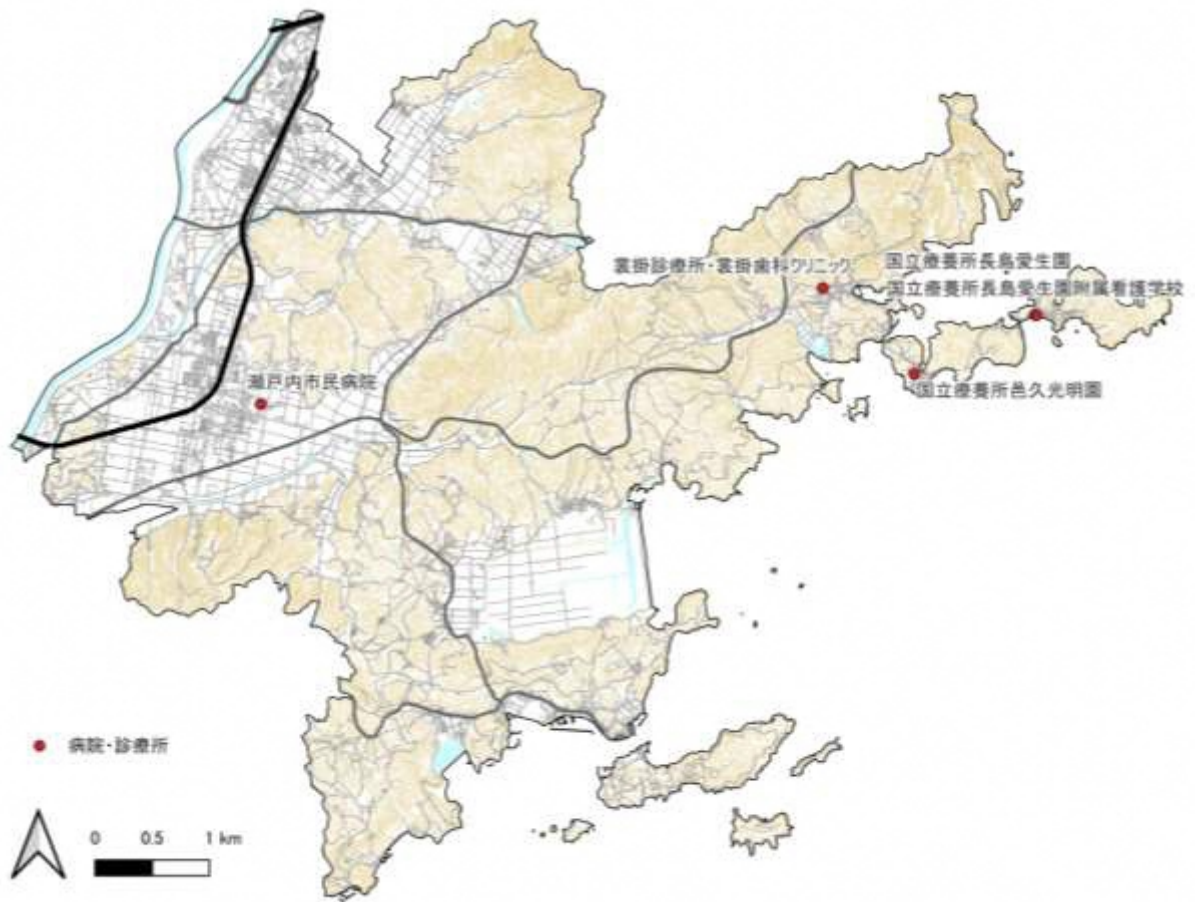 裳掛診療所・裳掛歯科クリニック
国立療養所長島愛生園
国立療養所長島愛生園附属看護学校
国立療養所邑久光明園
瀬戸内市民病院
病院・診療所
0 0.5 1 km